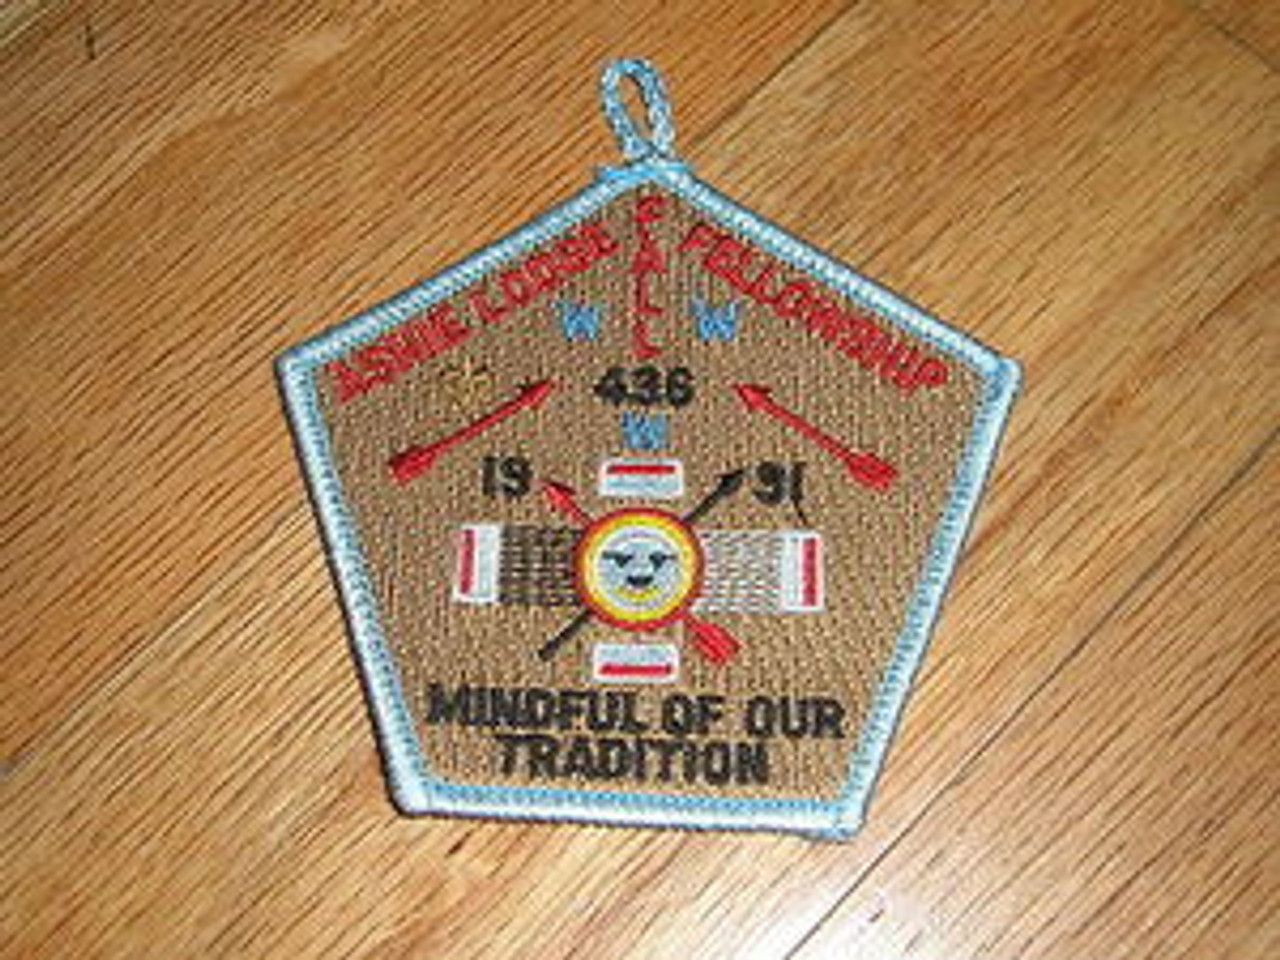 ASHIE LODGE
FALL
FELLOWSHIP
W W
436
W
19 91
MINDFUL OF OUR
TRADITION